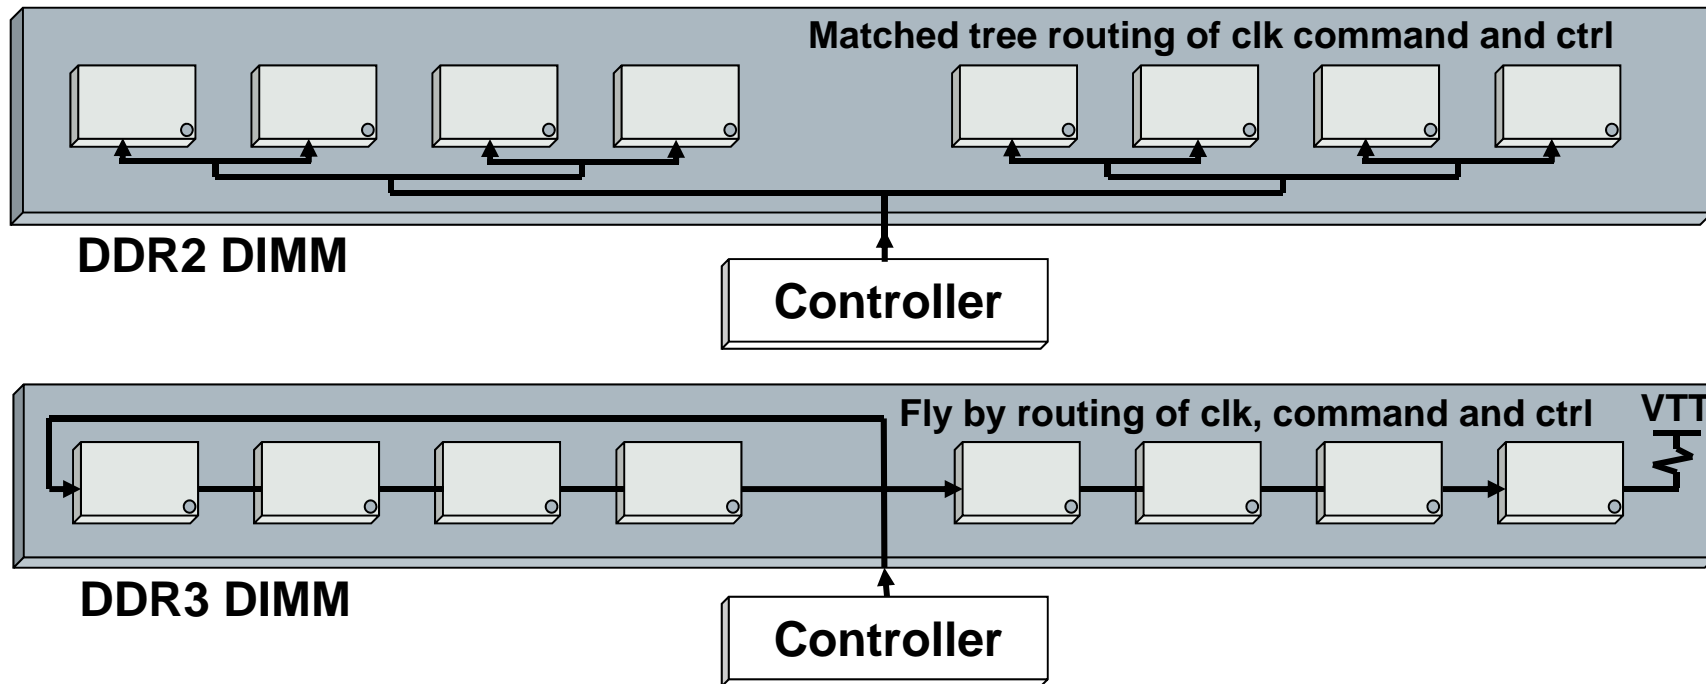 Matched tree routing of clk command and ctrl
DDR2 DIMM
Controller
Fly by routing of clk, command and ctrl
VTT
DDR3 DIMM
Controller